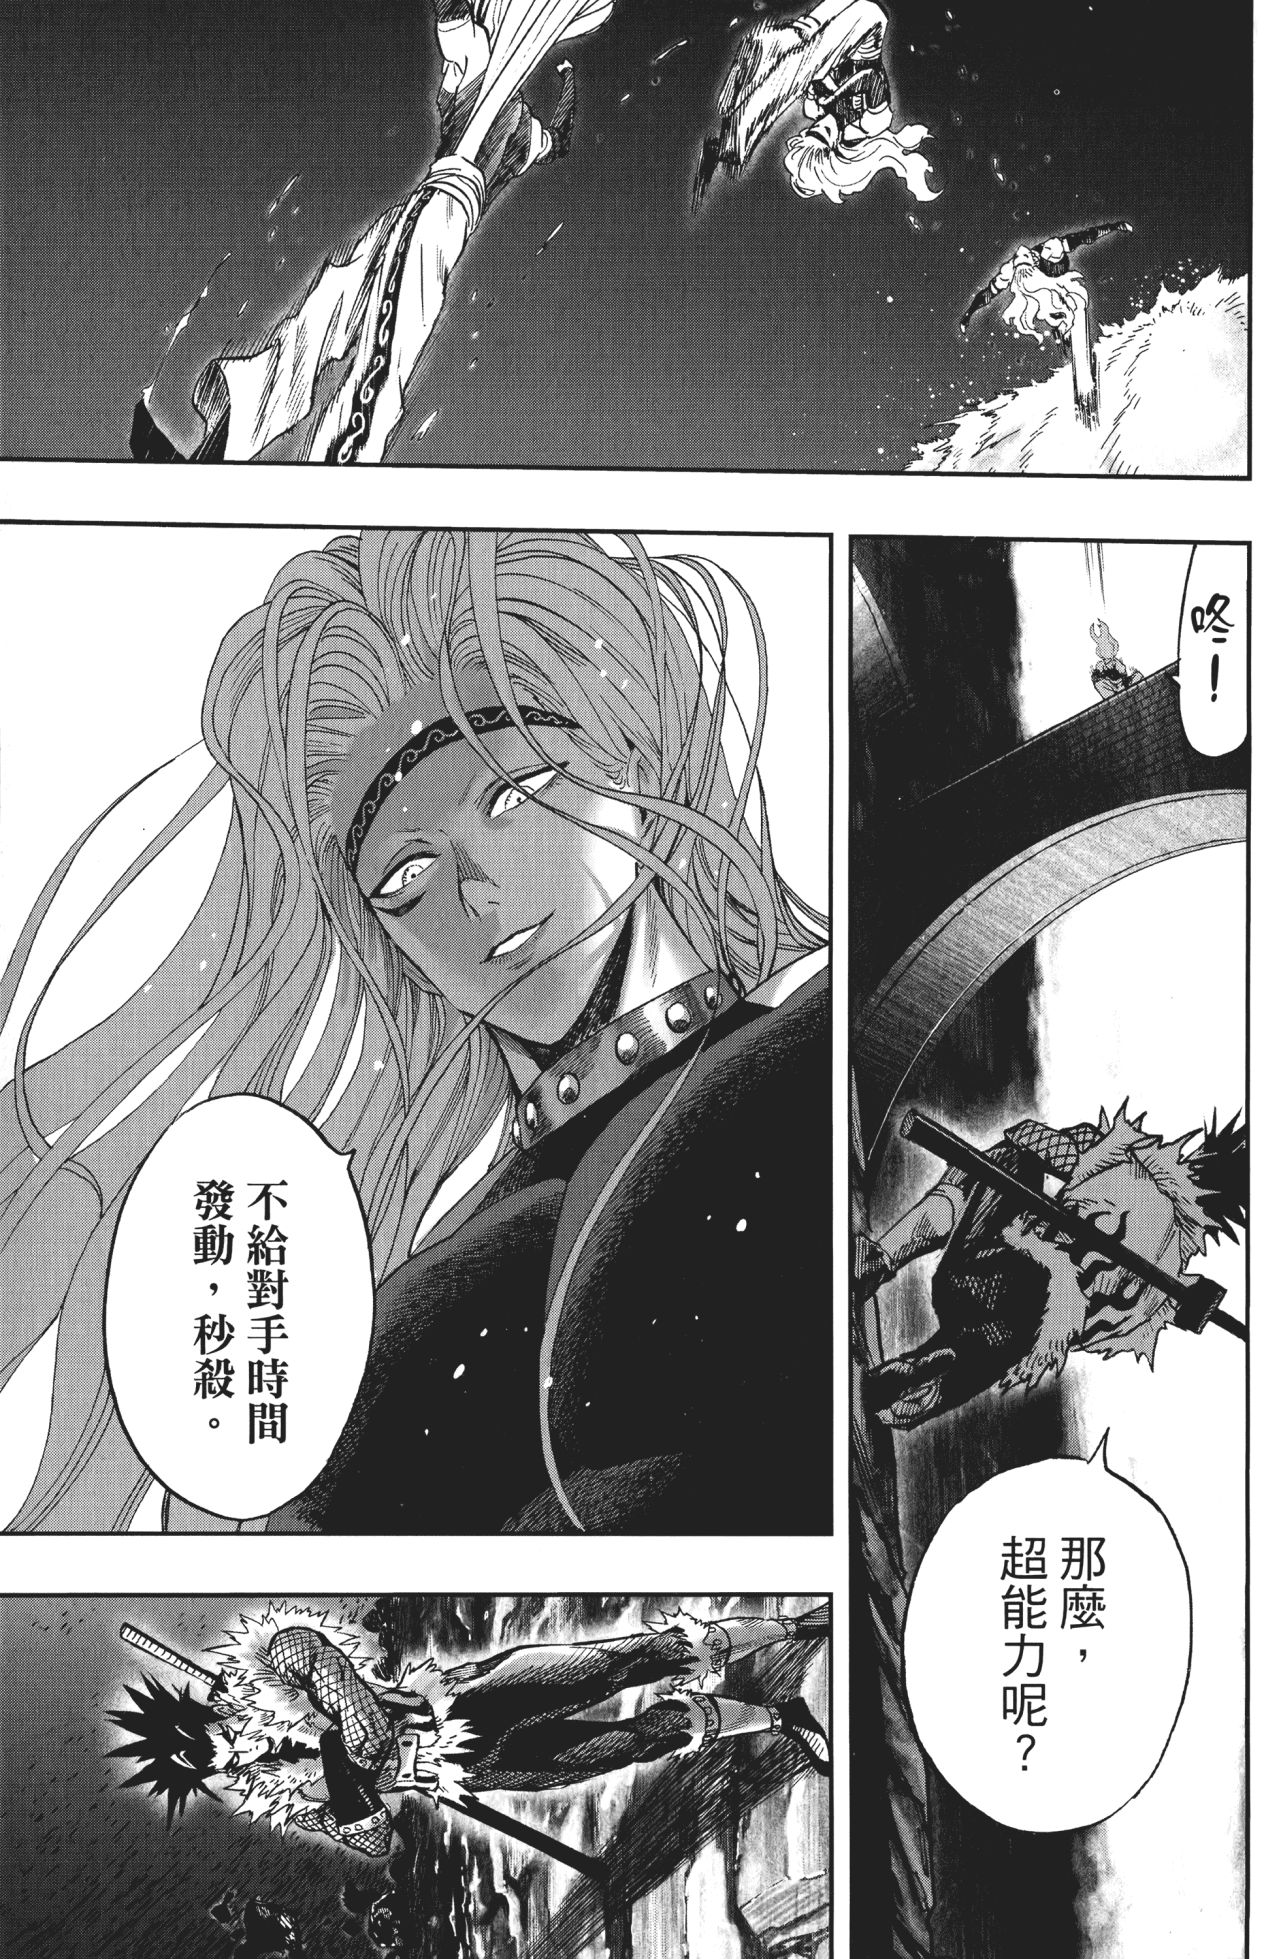 咚！
那麼，
超能力呢？
不給對手時間
發動，秒殺。